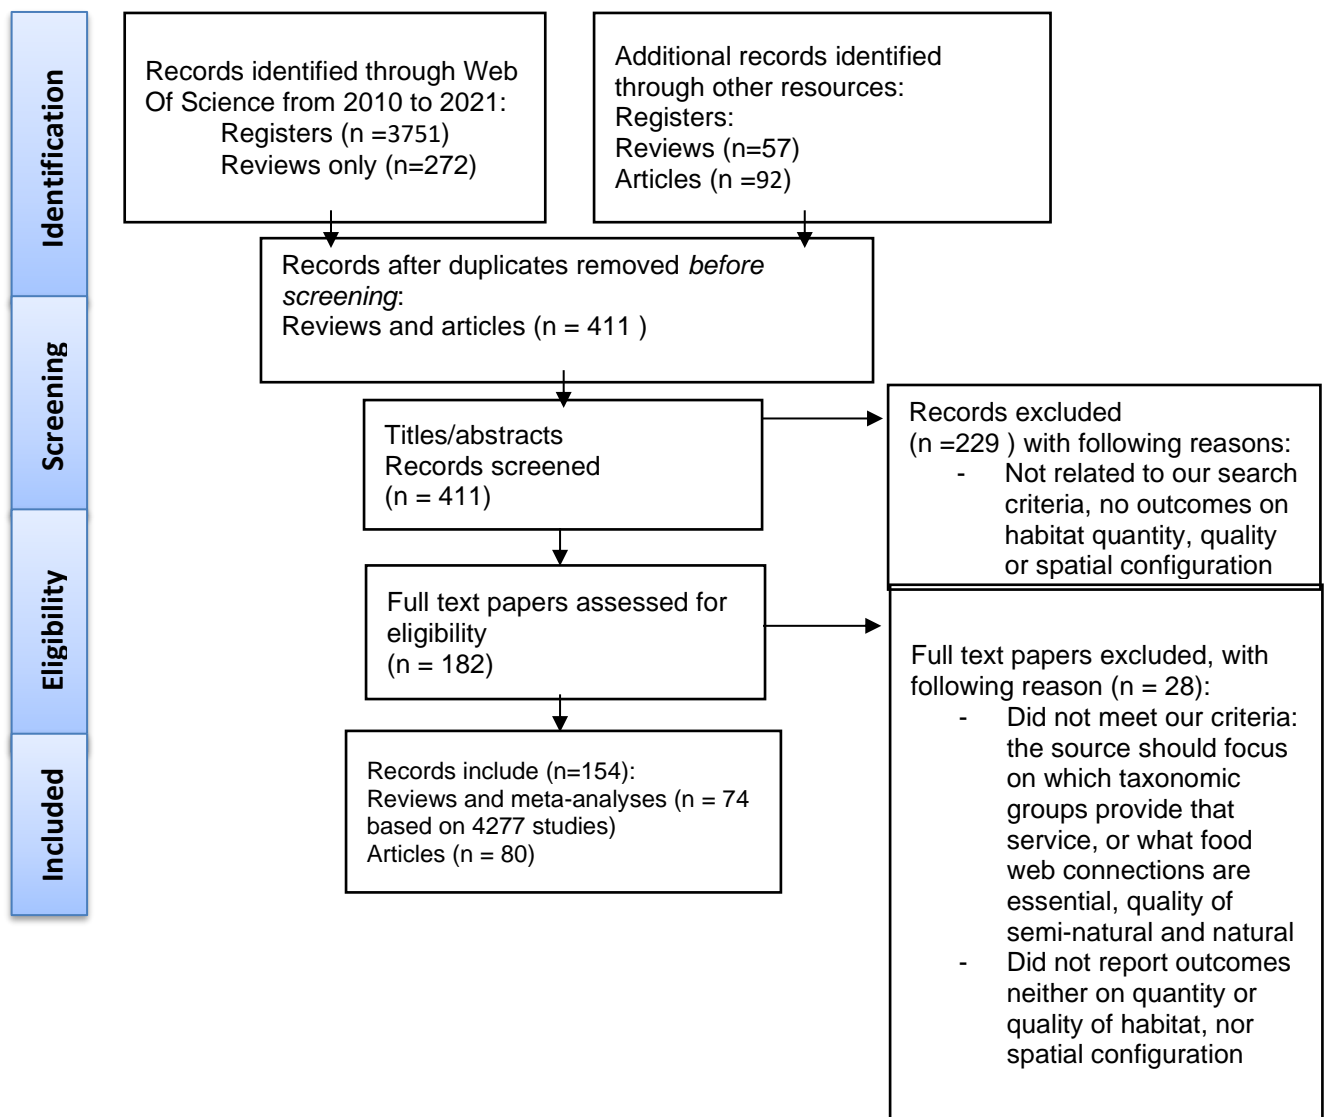 Identification
Records identified through Web
Of Science from 2010 to 2021:
Registers (n =3751)
Reviews only (n=272)
Additional records identified
through other resources:
Registers:
Reviews (n=57)
Articles (n =92)
Records after duplicates removed before
screening:
Reviews and articles (n = 411 )
Screening
Titles/abstracts
Records screened
(n = 411)
Records excluded
(n =229 ) with following reasons:
- Not related to our search
criteria, no outcomes on
habitat quantity, quality
or spatial configuration
Eligibility
Full text papers assessed for
eligibility
(n = 182)
Full text papers excluded, with
following reason (n = 28):
- Did not meet our criteria:
the source should focus
on which taxonomic
groups provide that
service, or what food
web connections are
essential, quality of
semi-natural and natural
- Did not report outcomes
neither on quantity or
quality of habitat, nor
spatial configuration
Included
Records include (n=154):
Reviews and meta-analyses (n = 74
based on 4277 studies)
Articles (n = 80)